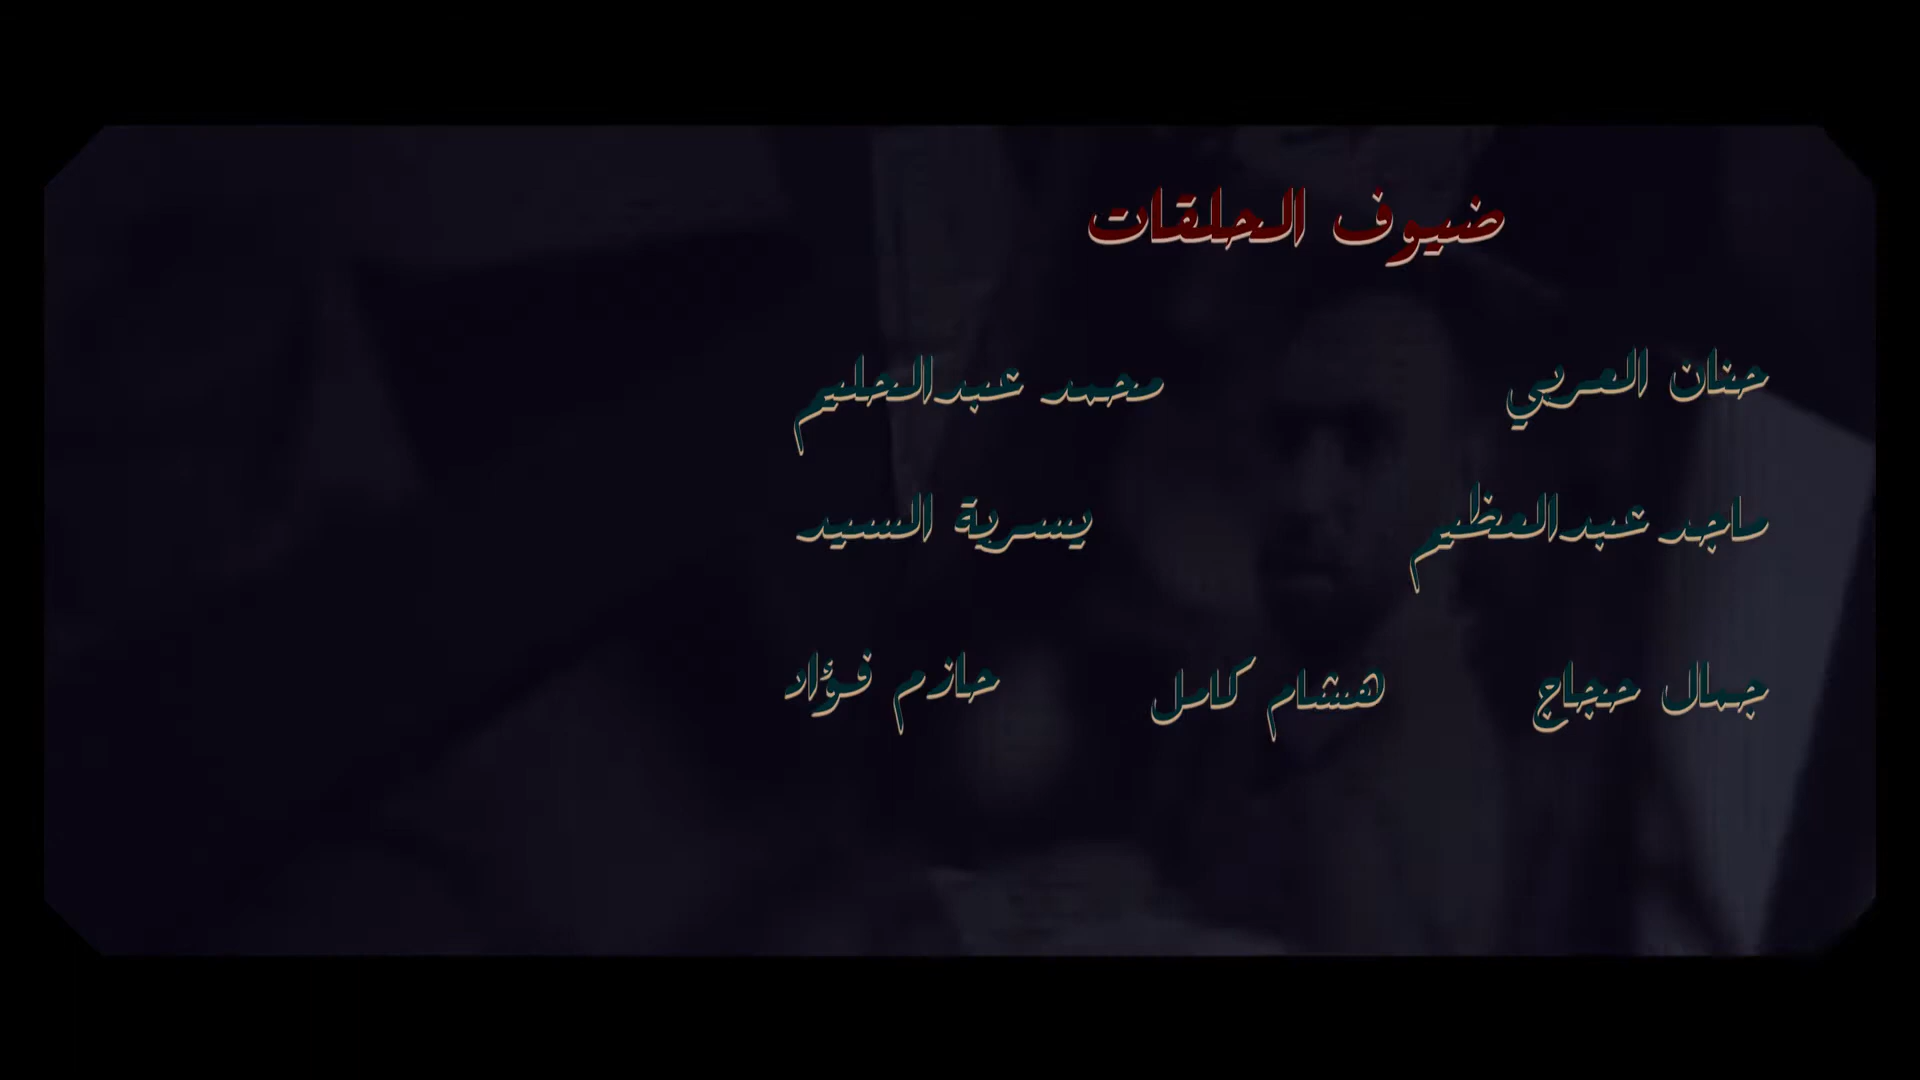 ضيوف الحلقات
حنان العربي محمد عبدالحليم
ماجد عبدالعظيم يسرية السيد
جمال حجاج هشام كامل حازم فؤاد